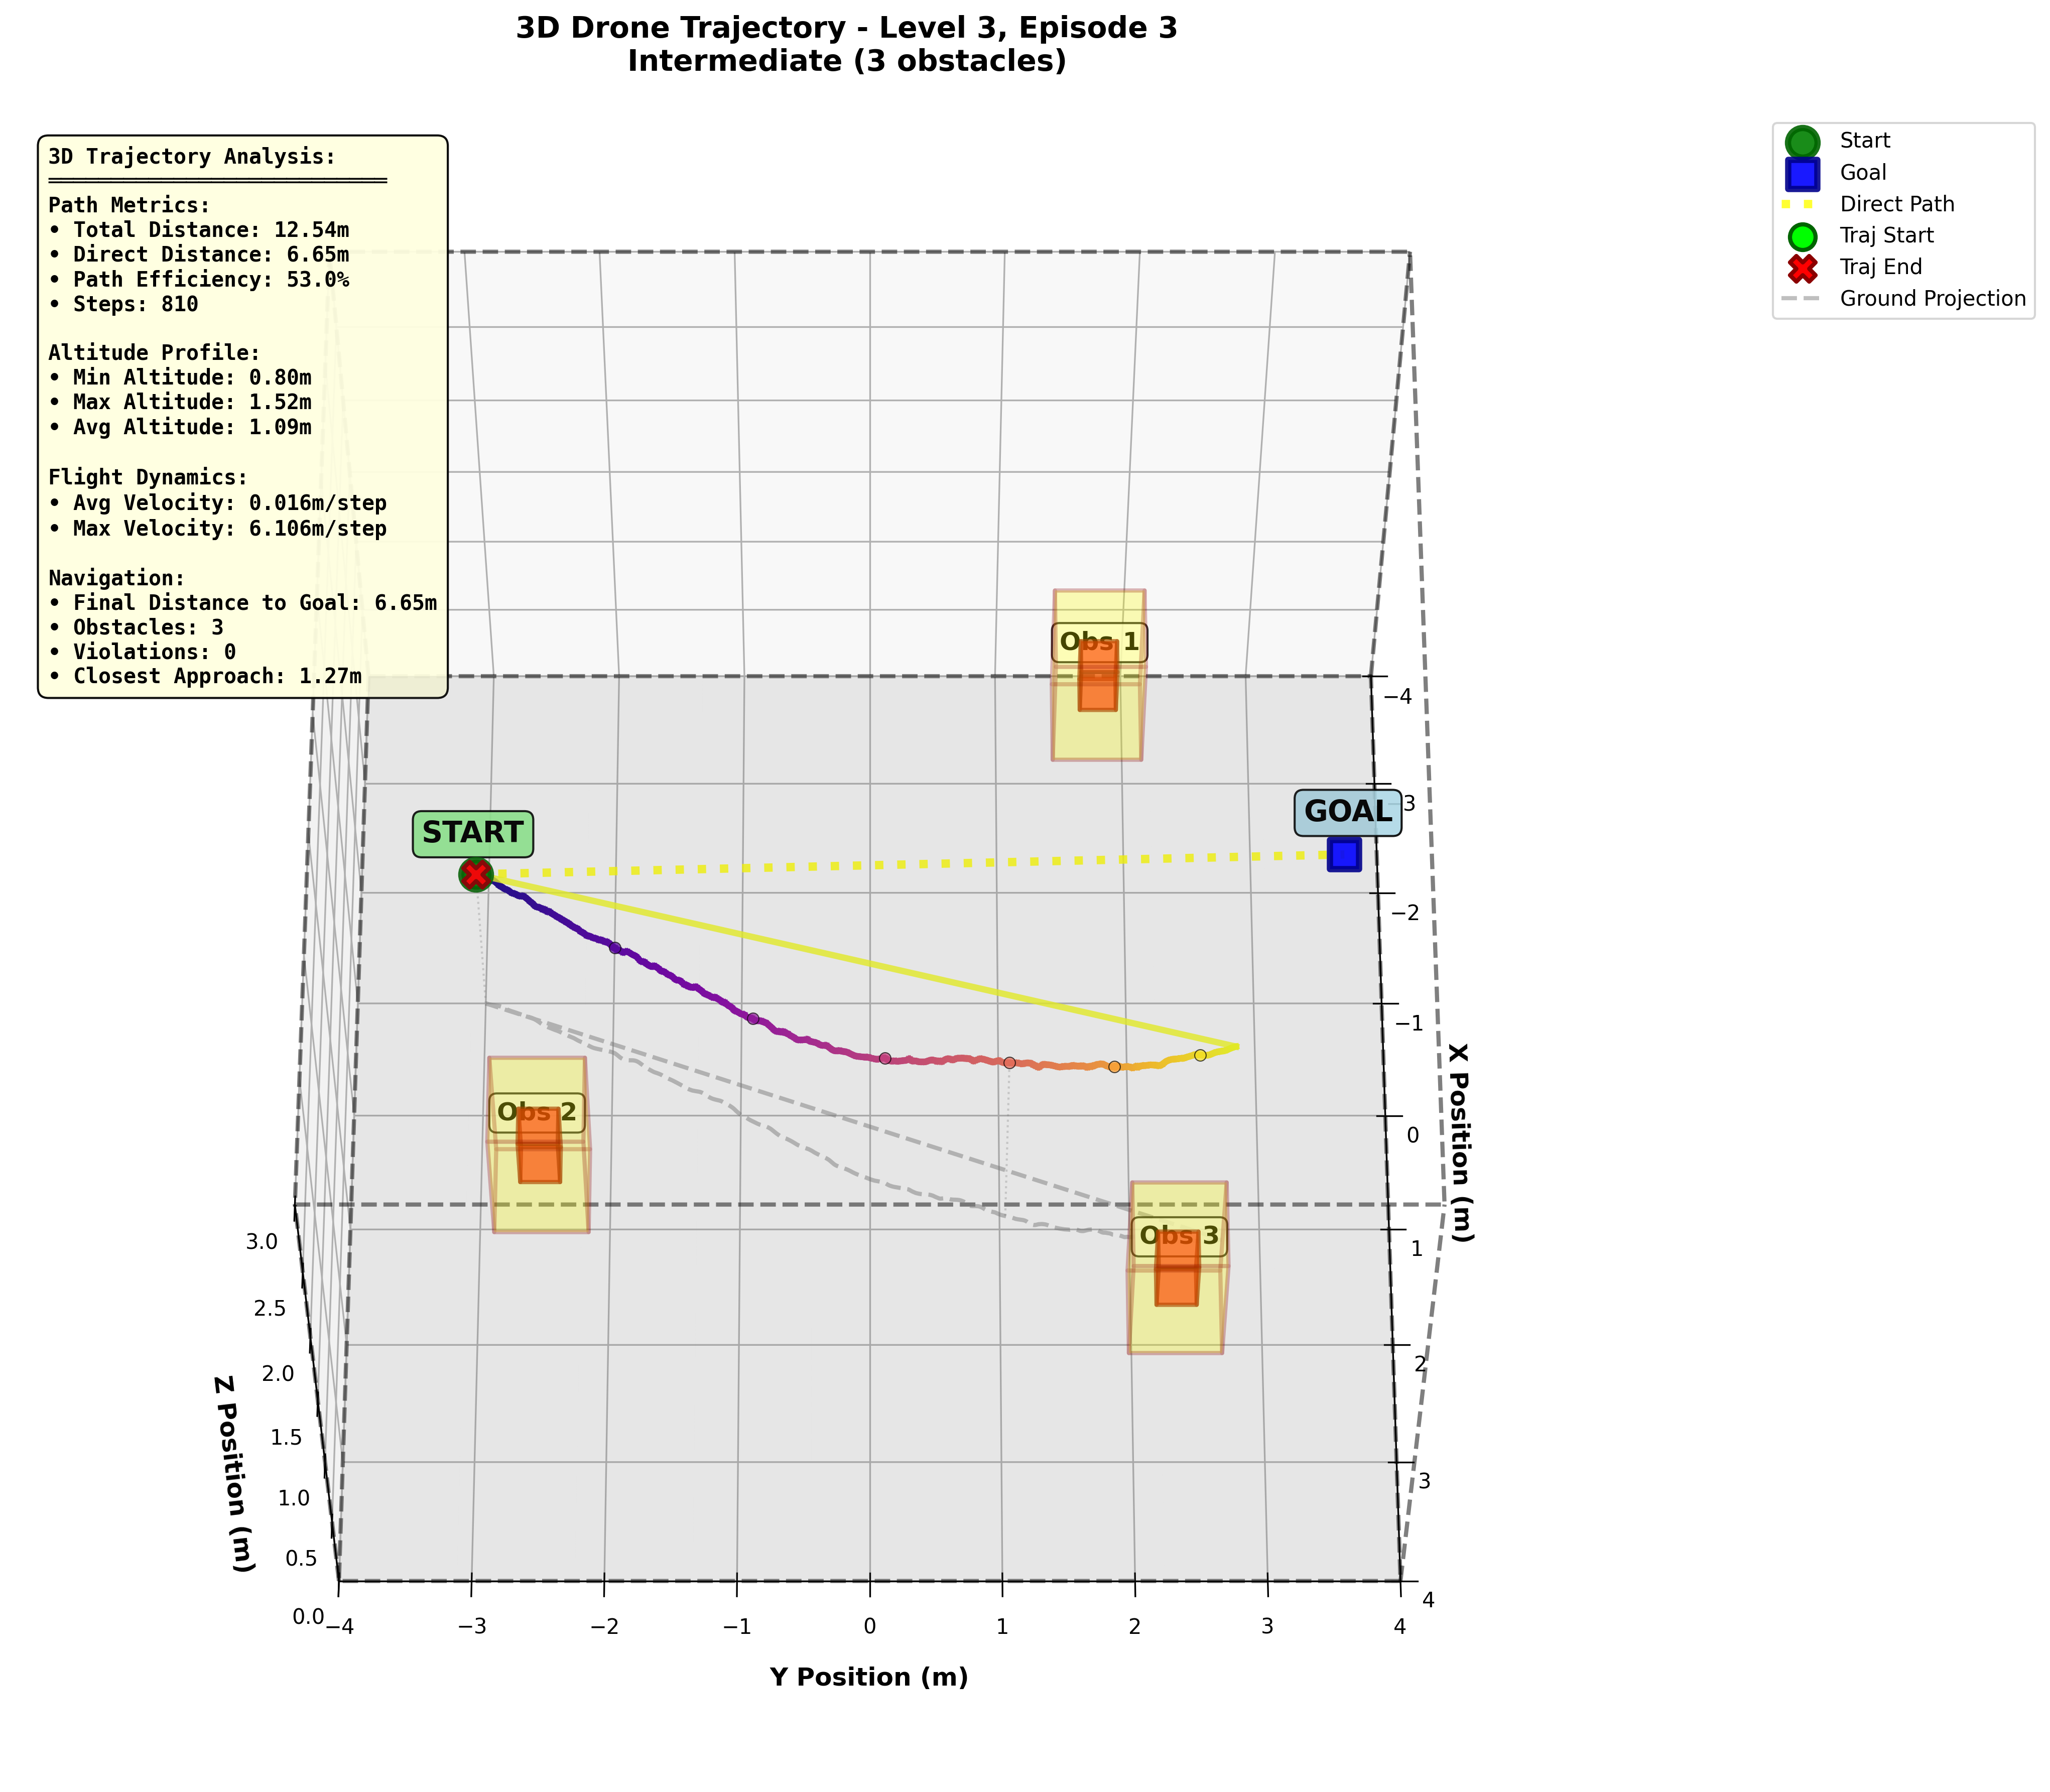 3D Drone Trajectory - Level 3, Episode 3
Intermediate (3 obstacles)
3D Trajectory Analysis:
Path Metrics:
• Total Distance: 12.54m
• Direct Distance: 6.65m
• Path Efficiency: 53.0%
• Steps: 810
Altitude Profile:
• Min Altitude: 0.80m
• Max Altitude: 1.52m
• Avg Altitude: 1.09m
Flight Dynamics:
• Avg Velocity: 0.016m/step
• Max Velocity: 6.106m/step
Navigation:
• Final Distance to Goal: 6.65m
• Obstacles: 3
• Violations: 0
• Closest Approach: 1.27m
Start
Goal
Direct Path
Traj Start
Traj End
Ground Projection
Obs 1
START
GOAL
Obs 2
Obs 3
−4
3
−2
−1
0
1
2
3
4
X Position (m)
3.0
2.5
2.0
1.5
1.0
0.5
0.0
Z Position (m)
−4
−3
−2
−1
0
1
2
3
4
Y Position (m)